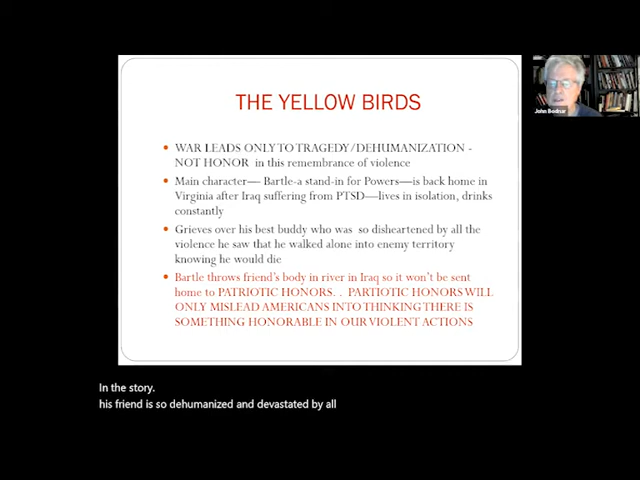 THE YELLOW BIRDS
John Bodnar
WAR LEADS ONLY TO TRAGEDY/DEHUMANIZATION -
NOT HONOR in this remembrance of violence
Main character— Bartle-a stand-in for Powers—is back home in
Virginia after Iraq suffering from PTSD—lives in isolation, drinks
constantly
Grieves over his best buddy who was so disheartened by all the
violence he saw that he walked alone into enemy territory
knowing he would die
Bartle throws friend's body in river in Iraq so it won't be sent
home to PATRIOTIC HONORS. . PARTIOTIC HONORS WILL
ONLY MISLEAD AMERICANS INTO THINKING THERE IS
SOMETHING HONORABLE IN OUR VIOLENT ACTIONS
In the story.
his friend is so dehumanized and devastated by all